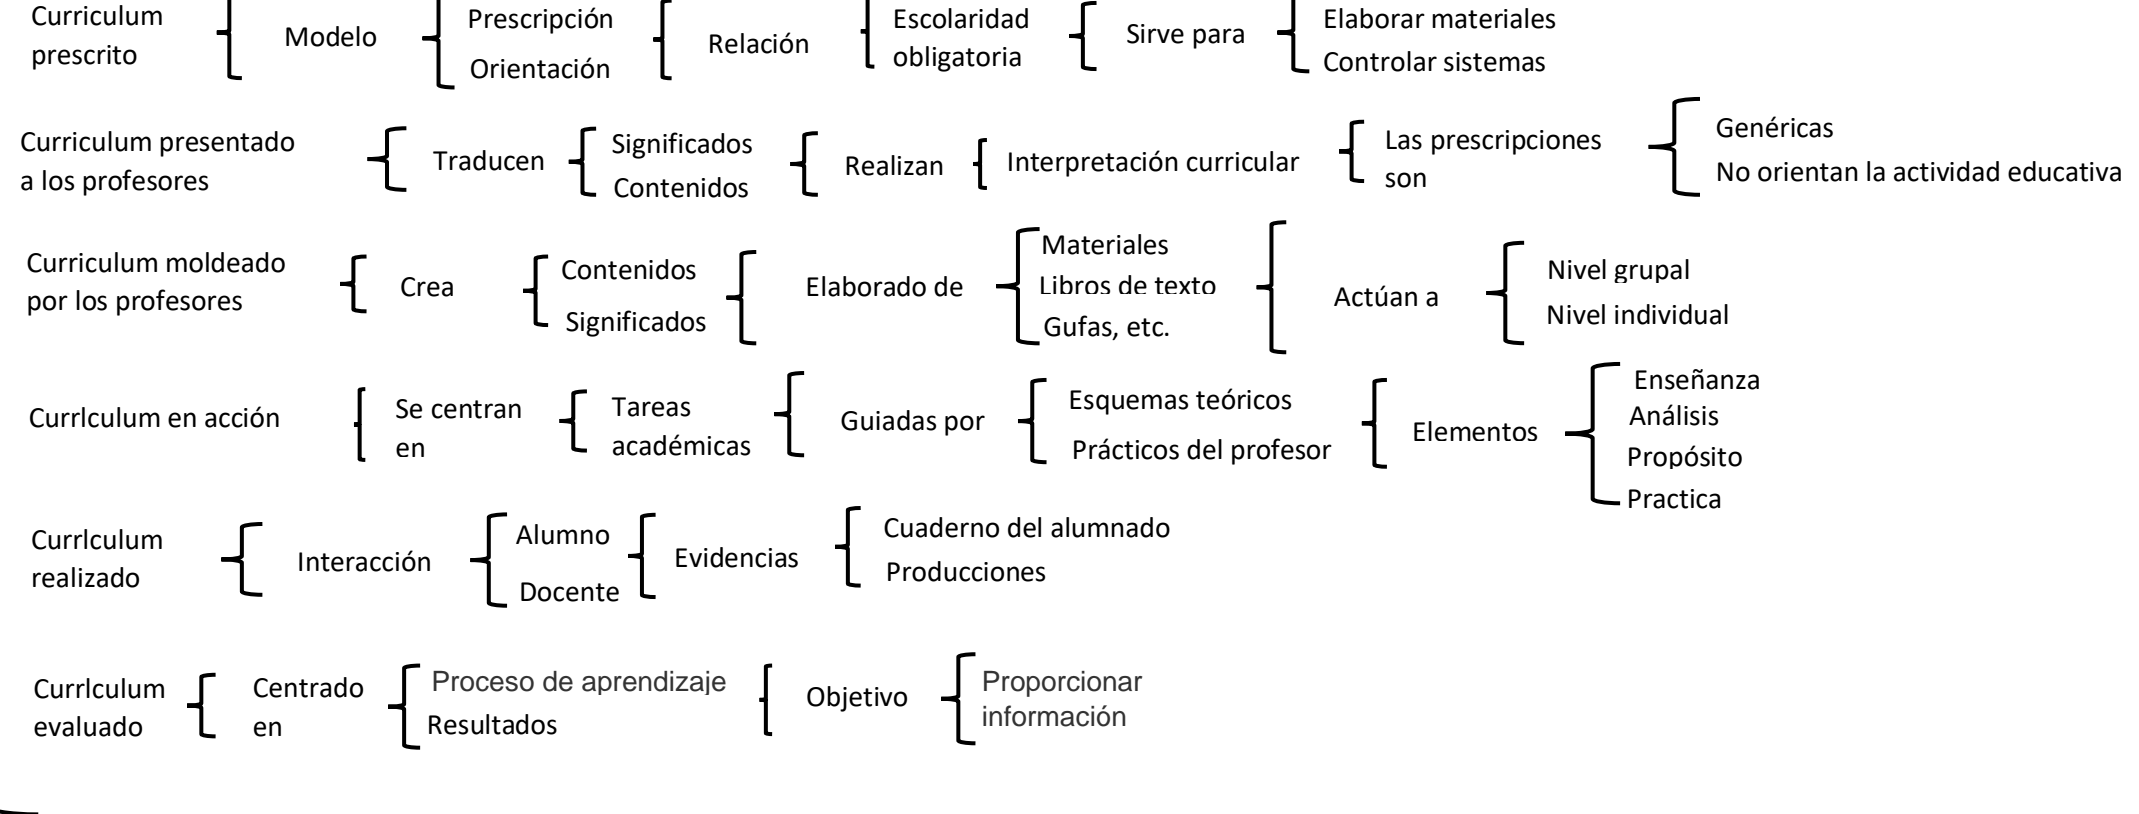 Curriculum
prescrito
Modelo
Prescripción
Orientación
Relación
Escolaridad
obligatoria
Sirve para
Elaborar materiales
Controlar sistemas
Curriculum presentado
a los profesores
Traducen
Significados
Contenidos
Realizan
Interpretación curricular
Las prescripciones
son
Genéricas
No orientan la actividad educativa
Curriculum moldeado
por los profesores
Crea
Contenidos
Significados
Elaborado de
Materiales
Libros de texto
Gufas, etc.
Actúan a
Nivel grupal
Nivel individual
Currlculum en acción
Se centran
en
Tareas
académicas
Guiadas por
Esquemas teóricos
Prácticos del profesor
Elementos
Enseñanza
Análisis
Propósito
Practica
Currlculum
realizado
Interacción
Alumno
Docente
Evidencias
Cuaderno del alumnado
Producciones
Currlculum
evaluado
Centrado
en
Proceso de aprendizaje
Resultados
Objetivo
Proporcionar
información